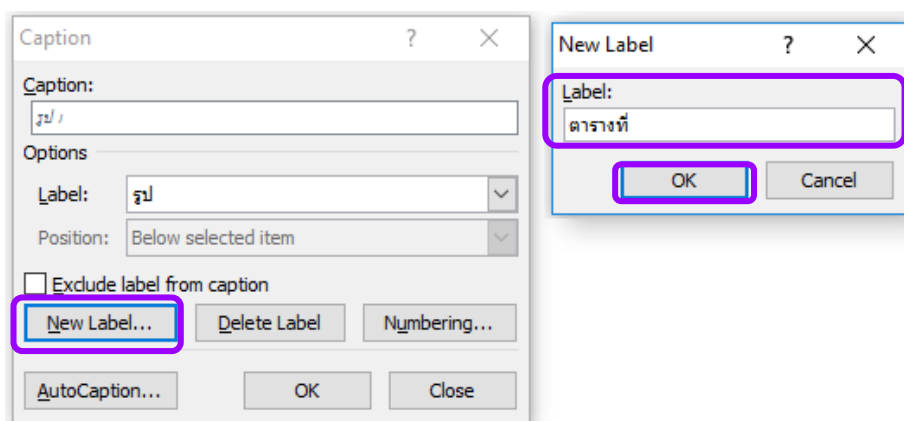 Caption ?
Caption:
รูป 1
Options
Label: รูป
Position: Below selected item
Exclude label from caption
New Label... Delete Label Numbering...
AutoCaption... OK Close
New Label ?
Label:
ตารางที่
OK Cancel